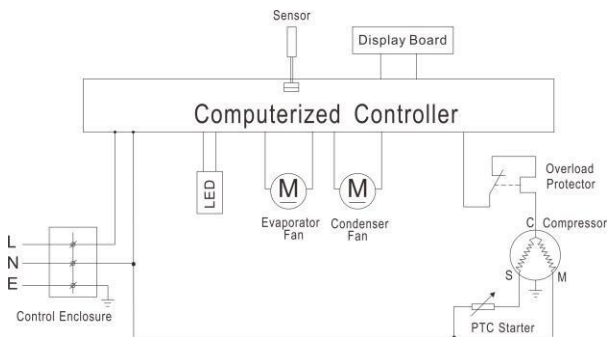 Sensor
Display Board
Computerized Controller
LED
M
M
Evaporator
Fan
Condenser
Fan
Overload
Protector
C Compressor
S
M
L
N
E
Control Enclosure
PTC Starter